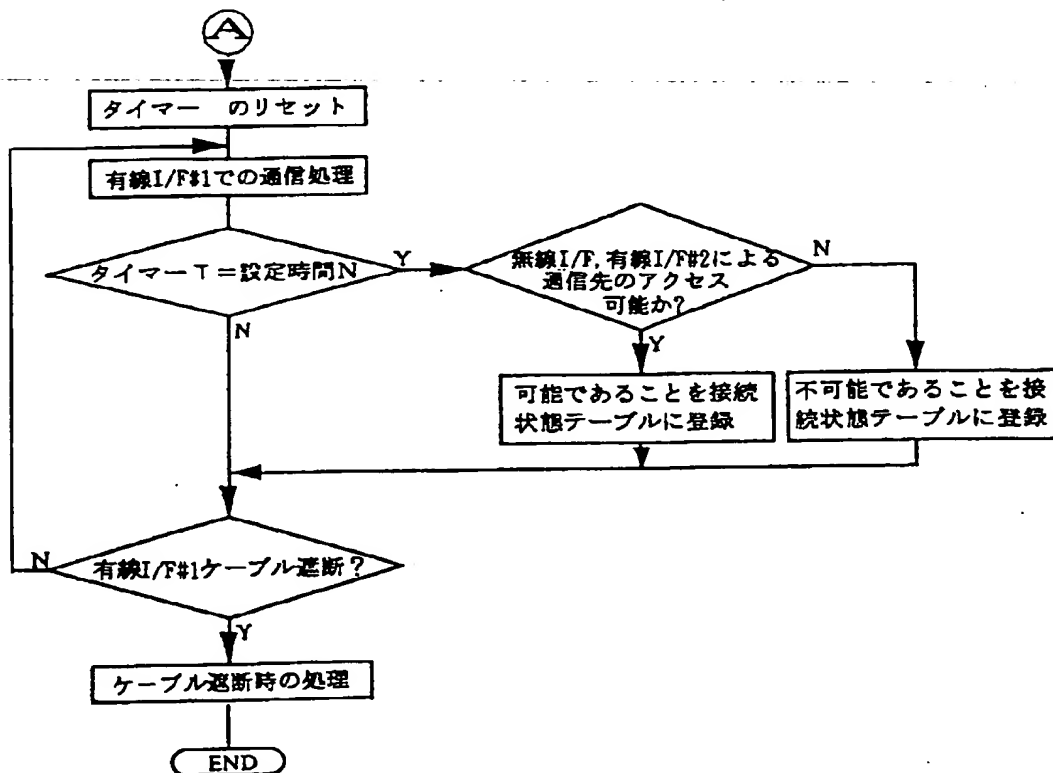 A
タイマー のリセット
有線I/F#1での通信処理
タイマーT=設定時間N
Y
N
無線I/F,有線I/F#2による
通信先のアクセス
可能か?
N
Y
可能であることを接続
状態テーブルに登録
不可能であることを接
続状態テーブルに登録
有線I/F#1ケーブル遮断?
N
Y
ケーブル遮断時の処理
END